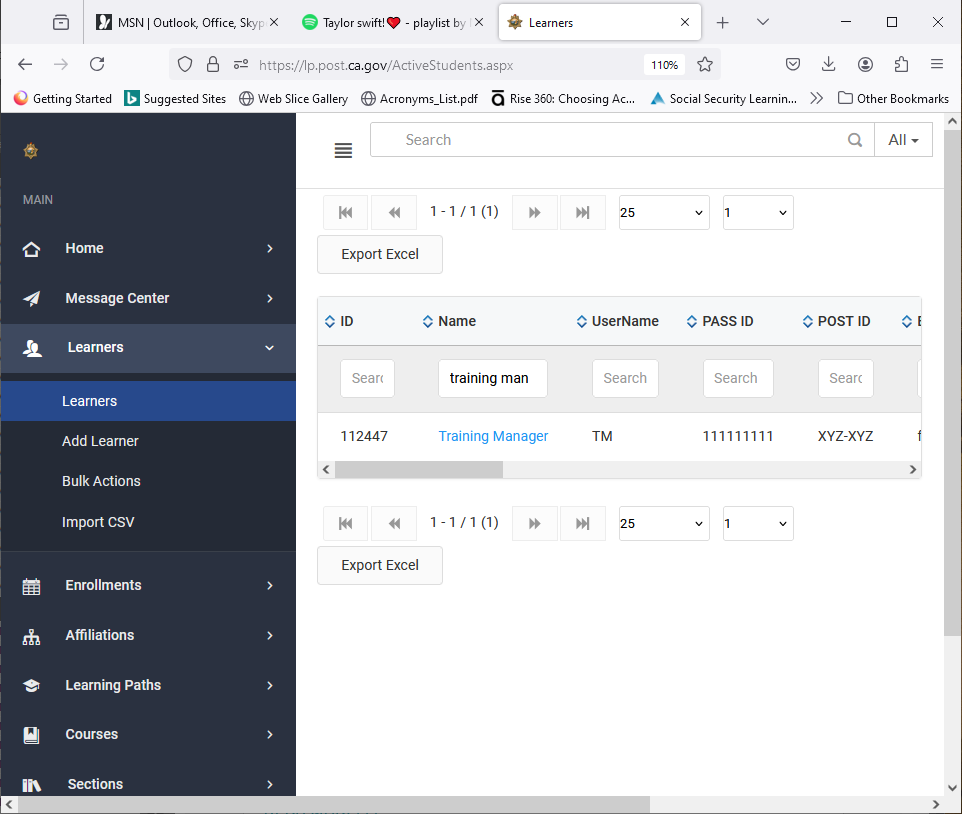 MSN | Outlook, Office, Skyp
Taylor swift!❤️ - playlist by
Learners
https://lp.post.ca.gov/ActiveStudents.aspx
110%
Getting Started
Suggested Sites
Web Slice Gallery
Acronyms_List.pdf
Rise 360: Choosing Ac...
Social Security Learnin...
Other Bookmarks
MAIN
Home
Message Center
Learners
Learners
Add Learner
Bulk Actions
Import CSV
Enrollments
Affiliations
Learning Paths
Courses
Sections
Search
All
1 - 1 / 1 (1)
25
1
Export Excel
ID Name UserName PASS ID POST ID E
Search training man Search Search Search
112447 Training Manager TM 111111111 XYZ-XYZ f
1 - 1 / 1 (1)
25
1
Export Excel